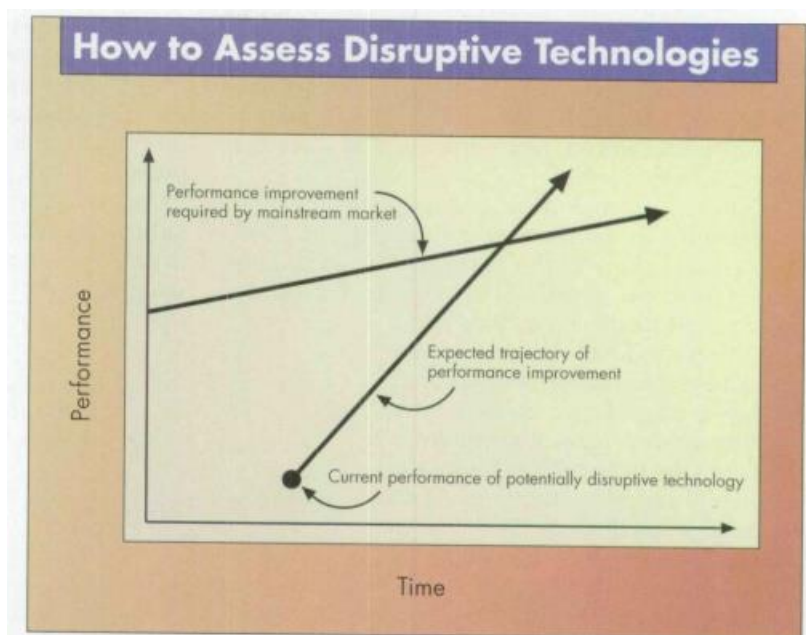 How to Assess Disruptive Technologies
Performance improvement
required by mainstream market
Expected trajectory of
performance improvement
Current performance of potentially disruptive technology
Performance
Time